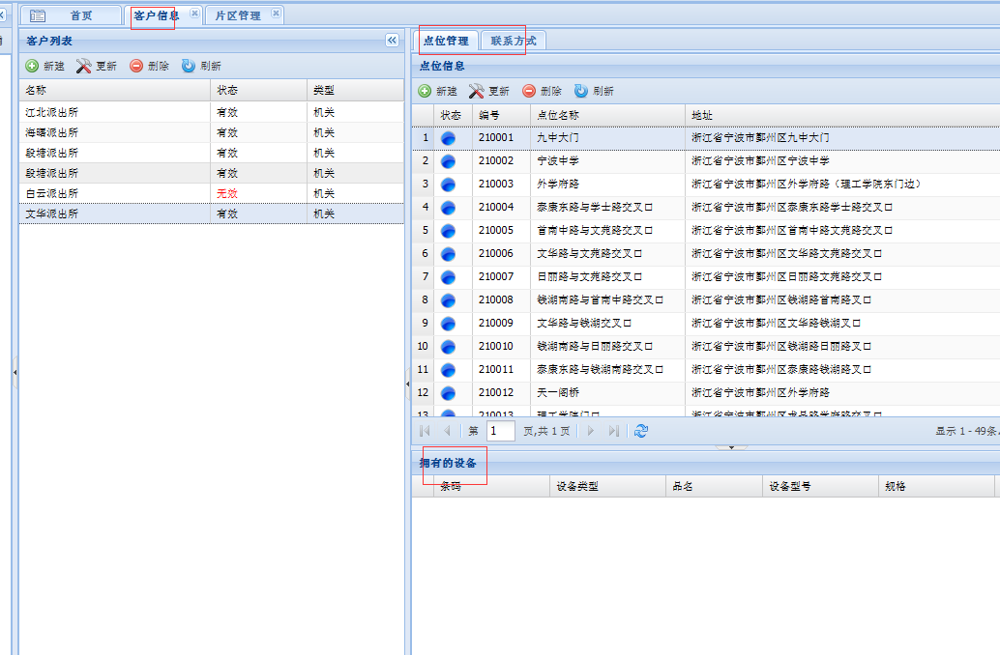 首页 客户信息 片区管理
客户列表
新建 更新 删除 刷新
名称 状态 类型
江北派出所 有效 机关
海曙派出所 有效 机关
段塘派出所 有效 机关
段塘派出所 有效 机关
白云派出所 无效 机关
文华派出所 有效 机关
点位管理 联系方式
点位信息
新建 更新 删除 刷新
状态 编号 点位名称 地址
1 210001 九中大门 浙江省宁波市鄞州区九中大门
2 210002 宁波中学 浙江省宁波市鄞州区宁波中学
3 210003 外学府路 浙江省宁波市鄞州区外学府路（理工学院东门边）
4 210004 泰康东路与学士路交叉口 浙江省宁波市鄞州区泰康东路学士路交叉口
5 210005 首南中路与文苑路交叉口 浙江省宁波市鄞州区首南中路文苑路交叉口
6 210006 文华路与文苑路交叉口 浙江省宁波市鄞州区文华路文苑路交叉口
7 210007 日丽路与文苑路交叉口 浙江省宁波市鄞州区日丽路文苑路交叉口
8 210008 钱湖南路与首南中路交叉口 浙江省宁波市鄞州区钱湖路首南路叉口
9 210009 文华路与钱湖交叉口 浙江省宁波市鄞州区文华路钱湖叉口
10 210010 钱湖南路与日丽路交叉口 浙江省宁波市鄞州区钱湖路日丽路叉口
11 210011 泰康东路与钱湖南路交叉口 浙江省宁波市鄞州区泰康路钱湖路叉口
12 210012 天一阁桥 浙江省宁波市鄞州区外学府路
13 210013 理工学院门口
第 1 页,共 1 页 显示 1 - 49条,
拥有的设备
条码 设备类型 品名 设备型号 规格